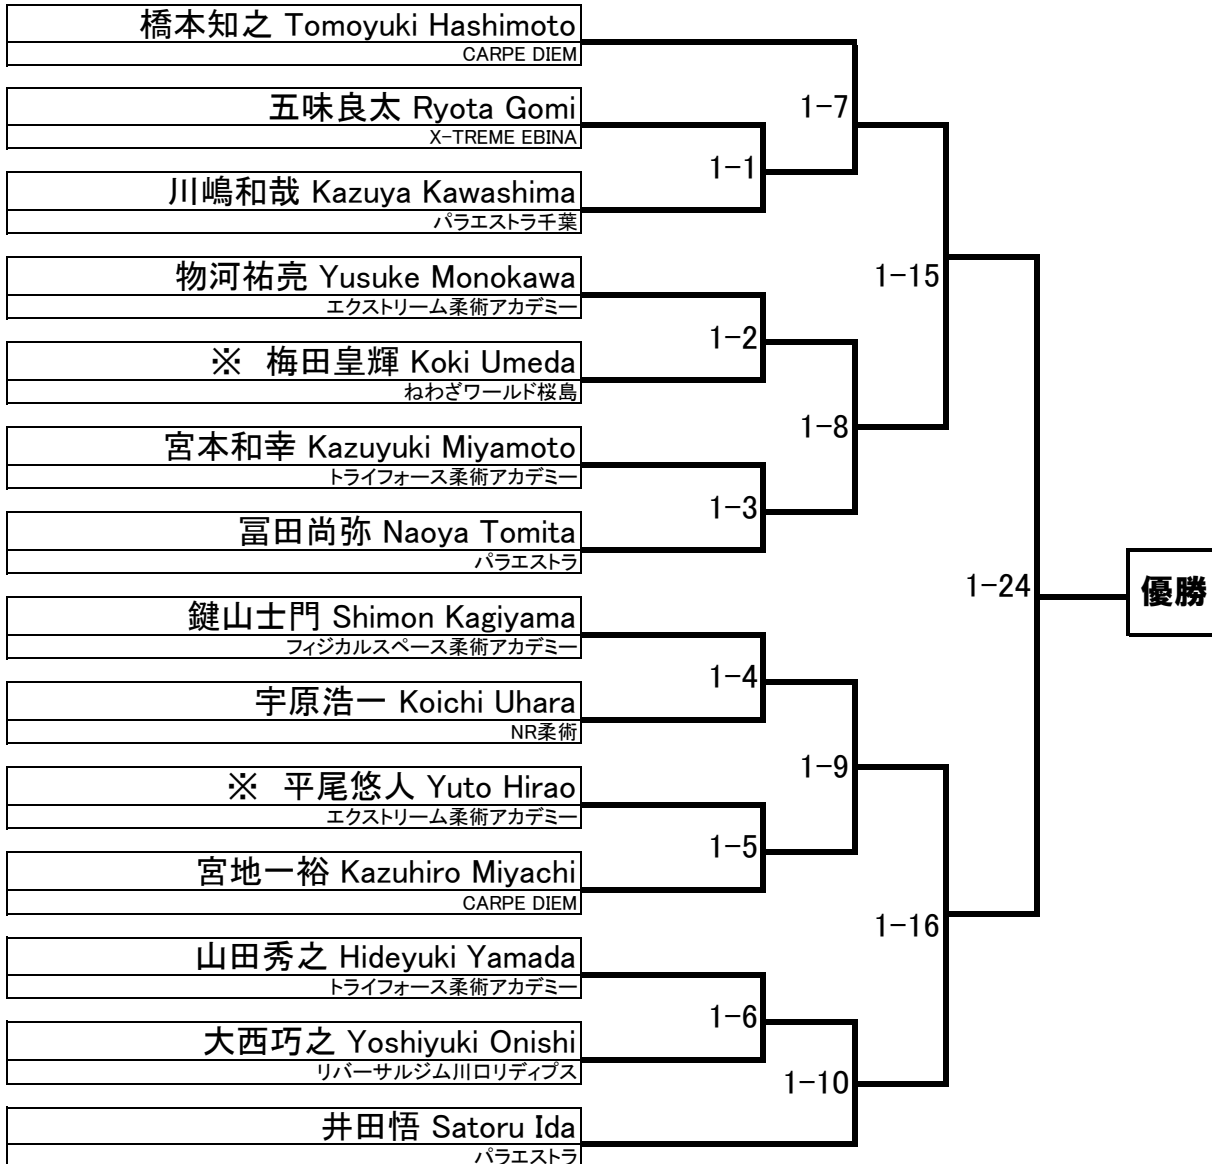 橋本知之 Tomoyuki Hashimoto
CARPE DIEM
五味良太 Ryota Gomi
X-TREME EBINA
川嶋和哉 Kazuya Kawashima
パラエストラ千葉
物河祐亮 Yusuke Monokawa
エクストリーム柔術アカデミー
※ 梅田皇輝 Koki Umeda
ねわざワールド桜島
宮本和幸 Kazuyuki Miyamoto
トライフォース柔術アカデミー
冨田尚弥 Naoya Tomita
パラエストラ
鍵山士門 Shimon Kagiyama
フィジカルスペース柔術アカデミー
宇原浩一 Koichi Uhara
NR柔術
※ 平尾悠人 Yuto Hirao
エクストリーム柔術アカデミー
宮地一裕 Kazuhiro Miyachi
CARPE DIEM
山田秀之 Hideyuki Yamada
トライフォース柔術アカデミー
大西巧之 Yoshiyuki Onishi
リバーサルジム川口リディプス
井田悟 Satoru Ida
パラエストラ
1-1
1-2
1-3
1-4
1-5
1-6
1-7
1-8
1-9
1-10
1-15
1-16
1-24
優勝